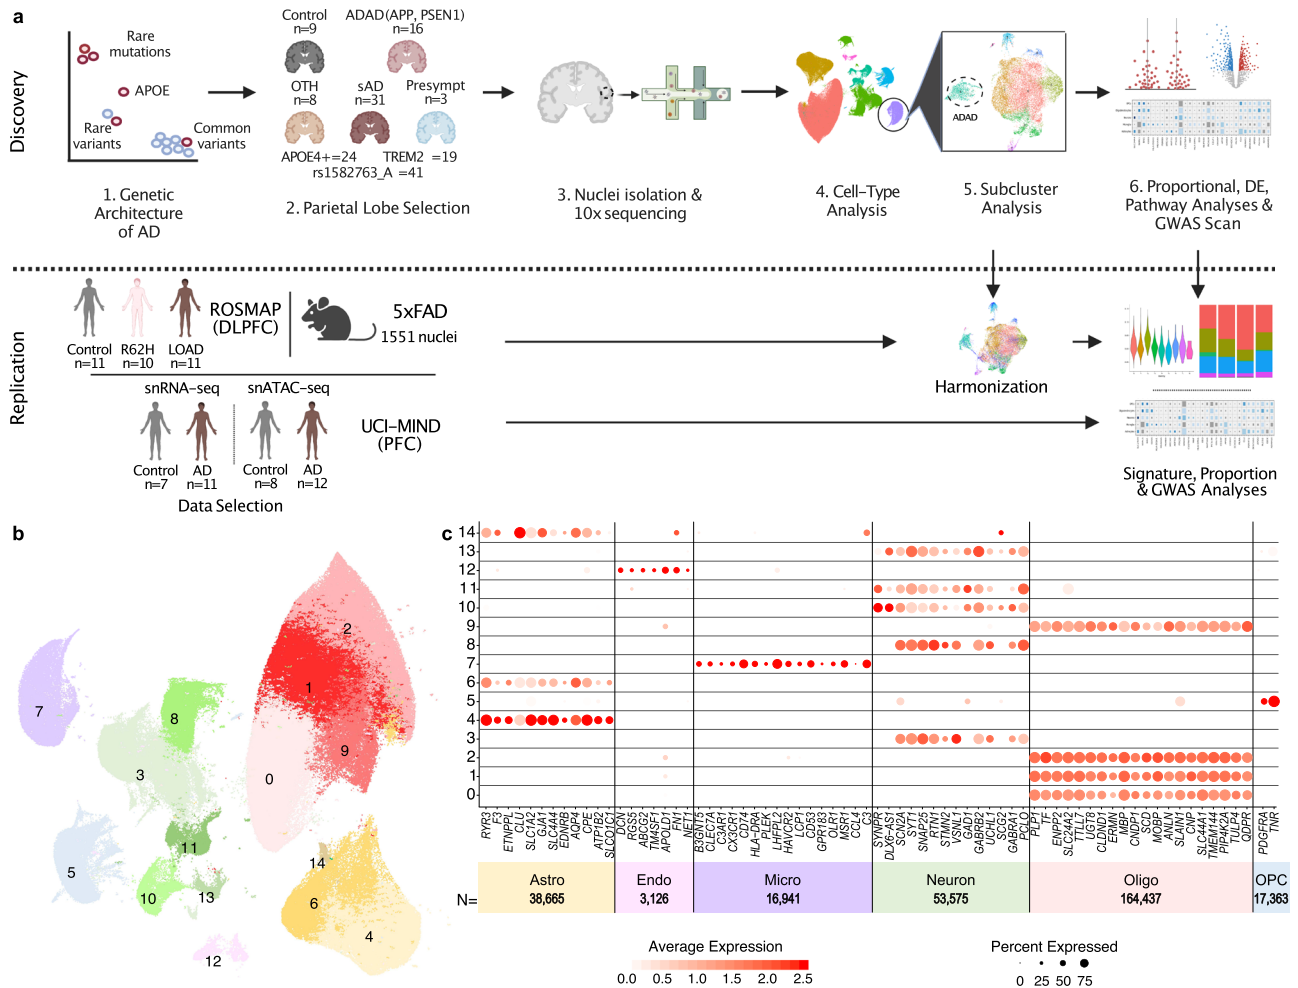 a
Discovery
Rare
mutations
APOE
Rare
variants
Common
variants
1. Genetic
Architecture
of AD
Control
n=9
ADAD (APP, PSEN1)
n=16
OTH
n=8
sAD
n=31
Presympt
n=3
APOE4+=24
TREM2 =19
rs1582763_A =41
2. Parietal Lobe Selection
3. Nuclei isolation &
10x sequencing
4. Cell-Type
Analysis
ADAD
5. Subcluster
Analysis
6. Proportional, DE,
Pathway Analyses &
GWAS Scan
Replication
Control
n=11
R62H
n=10
LOAD
n=11
ROSMAP
(DLPFC)
5xFAD
1551 nuclei
snRNA-seq
snATAC-seq
Control
n=7
AD
n=11
Control
n=8
AD
n=12
UCI-MIND
(PFC)
Data Selection
Harmonization
Signature, Proportion
& GWAS Analyses
b
2
1
7
8
9
3
0
11
14
5
10
13
6
4
12
c
14
13
12
11
10
9
8
7
6
5
4
3
2
1
0
RYR3
F3
ETNPPL
CLU
SLC1A2
GJA1
SLC4A4
EDNRB
AQP4
CPE
ATP1B2
SLCO1C1
DCN
RGS5
ABCG2
TM4SF1
APOLD1
FN1
NET1
B3GNT5
CLEC7A
C3AR1
CX3CR1
CD74
HLA-DRA
PLEK
LHFPL2
HAVCR2
LCP1
CD53
GPR183
OLR1
MSR1
CCL4
C3
SYNPR
DLX6-AS1
SCN2A
SYT1
SNAP25
RTN1
STMN2
VSNL1
GAD1
GABRB2
UCHL1
SCG2
GABRA1
PCLO
PLP1
TF
ENPP2
SLC24A2
TTLL7
UGT8
CLDND1
ERMN
MBP
CNDP1
SCD
MOBP
ANLN
SLAIN1
CNP
SLC44A1
TMEM144
PIP4K2A
TULP4
QDPR
PDGFRA
TNR
Astro
Endo
Micro
Neuron
Oligo
OPC
N=
38,665
3,126
16,941
53,575
164,437
17,363
Average Expression
0.0 0.5 1.0 1.5 2.0 2.5
Percent Expressed
0 25 50 75